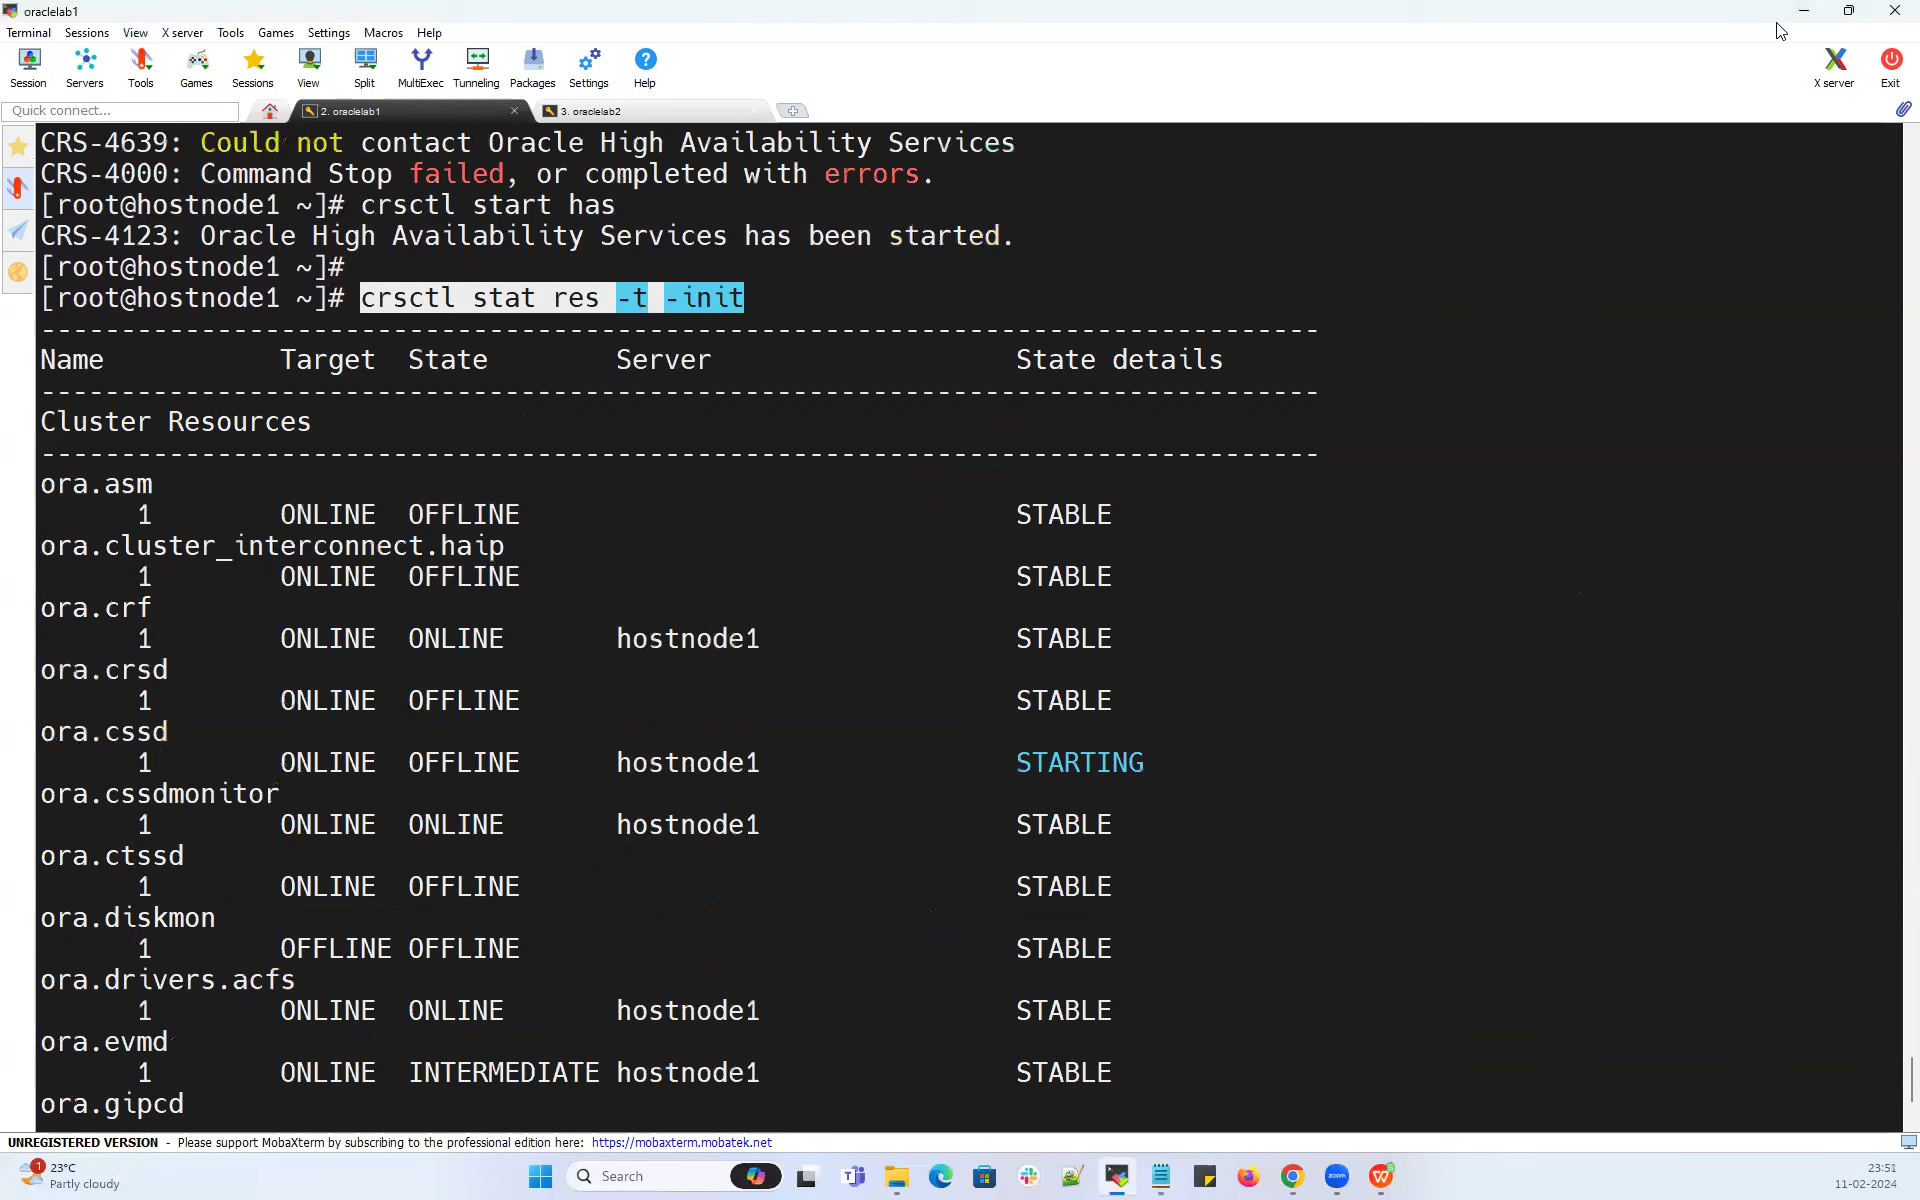 oraclelab1
Terminal Sessions View X server Tools Games Settings Macros Help
Session Servers Tools Games Sessions View Split MultiExec Tunneling Packages Settings Help X server Exit
Quick connect... 2. oraclelab1 3. oraclelab2
CRS-4639: Could not contact Oracle High Availability Services
CRS-4000: Command Stop failed, or completed with errors.
[root@hostnode1 ~]# crsctl start has
CRS-4123: Oracle High Availability Services has been started.
[root@hostnode1 ~]#
[root@hostnode1 ~]# crsctl stat res -t -init
--------------------------------------------------------------------------------
Name Target State Server State details
--------------------------------------------------------------------------------
Cluster Resources
--------------------------------------------------------------------------------
ora.asm
1 ONLINE OFFLINE STABLE
ora.cluster_interconnect.haip
1 ONLINE OFFLINE STABLE
ora.crf
1 ONLINE ONLINE hostnode1 STABLE
ora.crsd
1 ONLINE OFFLINE STABLE
ora.cssd
1 ONLINE OFFLINE hostnode1 STARTING
ora.cssdmonitor
1 ONLINE ONLINE hostnode1 STABLE
ora.ctssd
1 ONLINE OFFLINE STABLE
ora.diskmon
1 OFFLINE OFFLINE STABLE
ora.drivers.acfs
1 ONLINE ONLINE hostnode1 STABLE
ora.evmd
1 ONLINE INTERMEDIATE hostnode1 STABLE
ora.gipcd
UNREGISTERED VERSION - Please support MobaXterm by subscribing to the professional edition here: https://mobaxterm.mobatek.net
1 23°C
Partly cloudy
Search
zoom
23:51
11-02-2024